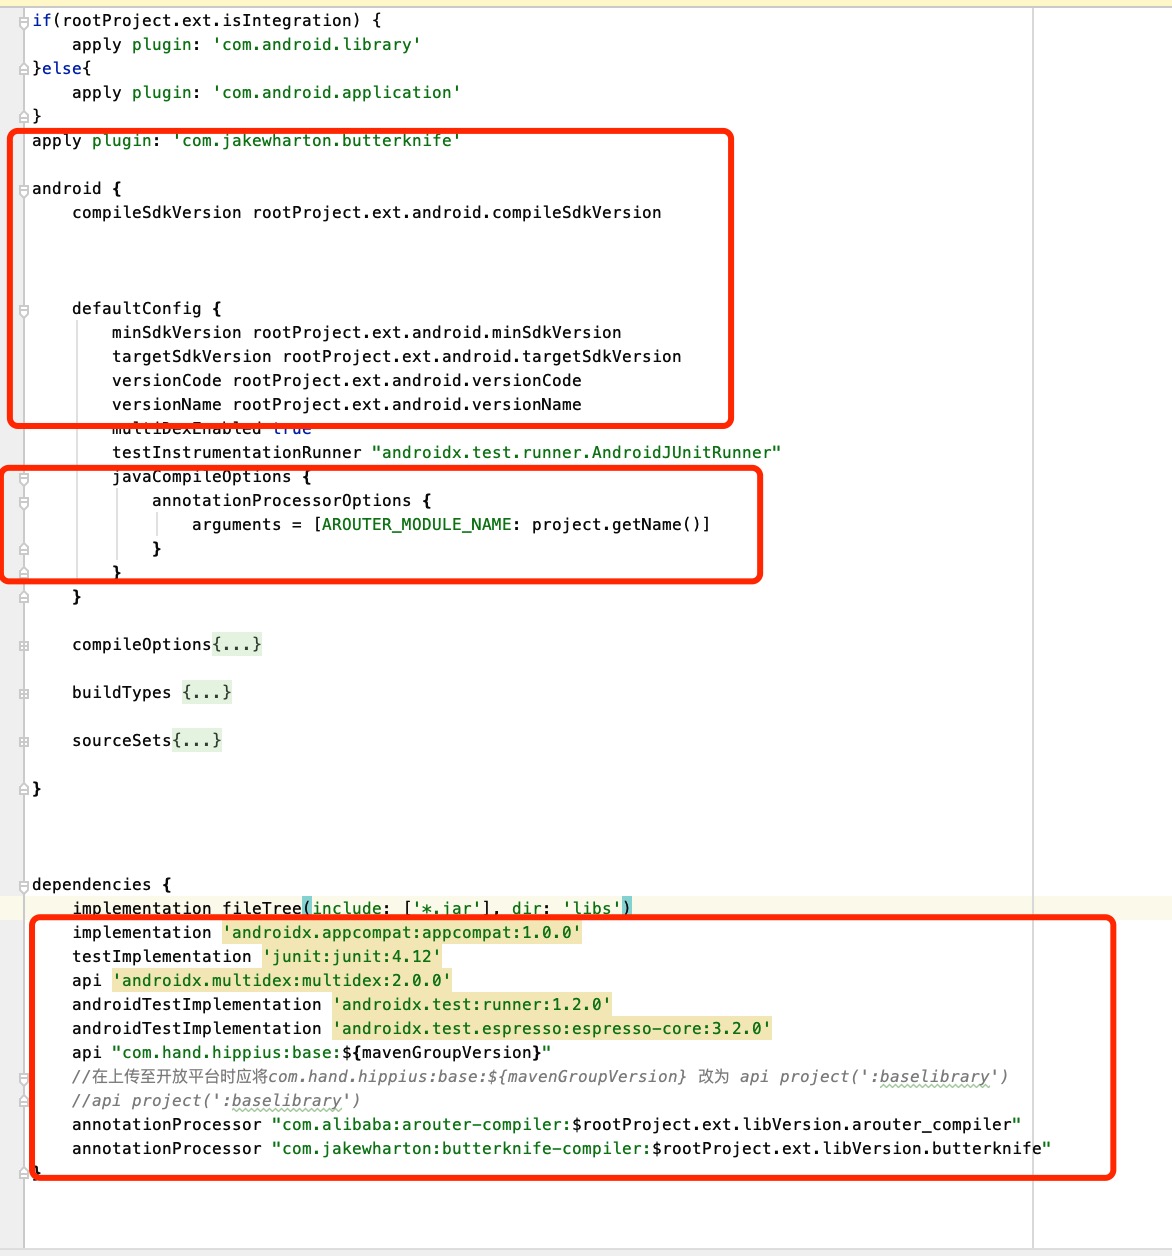 if(rootProject.ext.isIntegration) {
    apply plugin: 'com.android.library'
}else{
    apply plugin: 'com.android.application'
}
apply plugin: 'com.jakewharton.butterknife'
android {
    compileSdkVersion rootProject.ext.android.compileSdkVersion
    defaultConfig {
        minSdkVersion rootProject.ext.android.minSdkVersion
        targetSdkVersion rootProject.ext.android.targetSdkVersion
        versionCode rootProject.ext.android.versionCode
        versionName rootProject.ext.android.versionName
        multiDexEnabled true
        testInstrumentationRunner "androidx.test.runner.AndroidJUnitRunner"
        javaCompileOptions {
            annotationProcessorOptions {
                arguments = [AROUTER_MODULE_NAME: project.getName()]
            }
        }
    }
    compileOptions{...}
    buildTypes {...}
    sourceSets{...}
}
dependencies {
    implementation fileTree(include: ['*.jar'], dir: 'libs')
    implementation 'androidx.appcompat:appcompat:1.0.0'
    testImplementation 'junit:junit:4.12'
    api 'androidx.multidex:multidex:2.0.0'
    androidTestImplementation 'androidx.test:runner:1.2.0'
    androidTestImplementation 'androidx.test.espresso:espresso-core:3.2.0'
    api "com.hand.hippius:base:${mavenGroupVersion}"
    //在上传至开放平台时应将com.hand.hippius:base:${mavenGroupVersion} 改为 api project(':baselibrary')
    //api project(':baselibrary')
    annotationProcessor "com.alibaba:arouter-compiler:$rootProject.ext.libVersion.arouter_compiler"
    annotationProcessor "com.jakewharton:butterknife-compiler:$rootProject.ext.libVersion.butterknife"
}